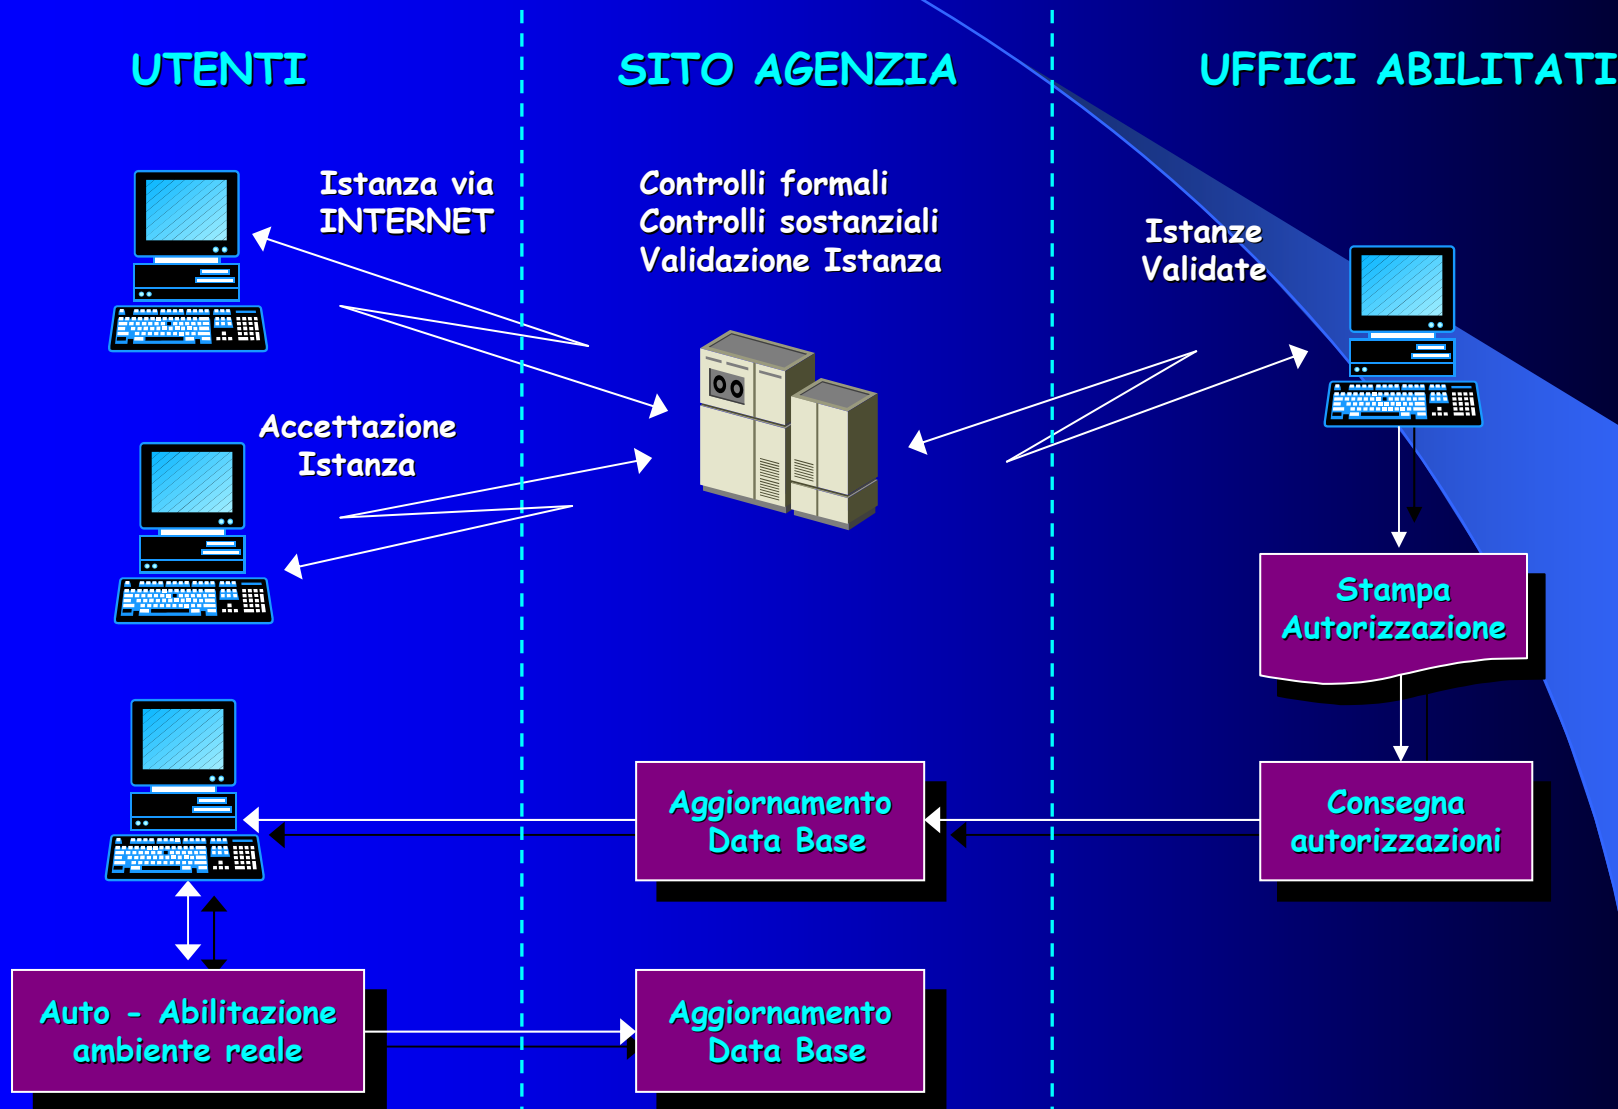 UTENTI
SITO AGENZIA
UFFICI ABILITATI
Istanza via
INTERNET
Controlli formali
Controlli sostanziali
Validazione Istanza
Istanze
Validate
Accettazione
Istanza
Stampa
Autorizzazione
Aggiornamento
Data Base
Consegna
autorizzazioni
Auto - Abilitazione
ambiente reale
Aggiornamento
Data Base